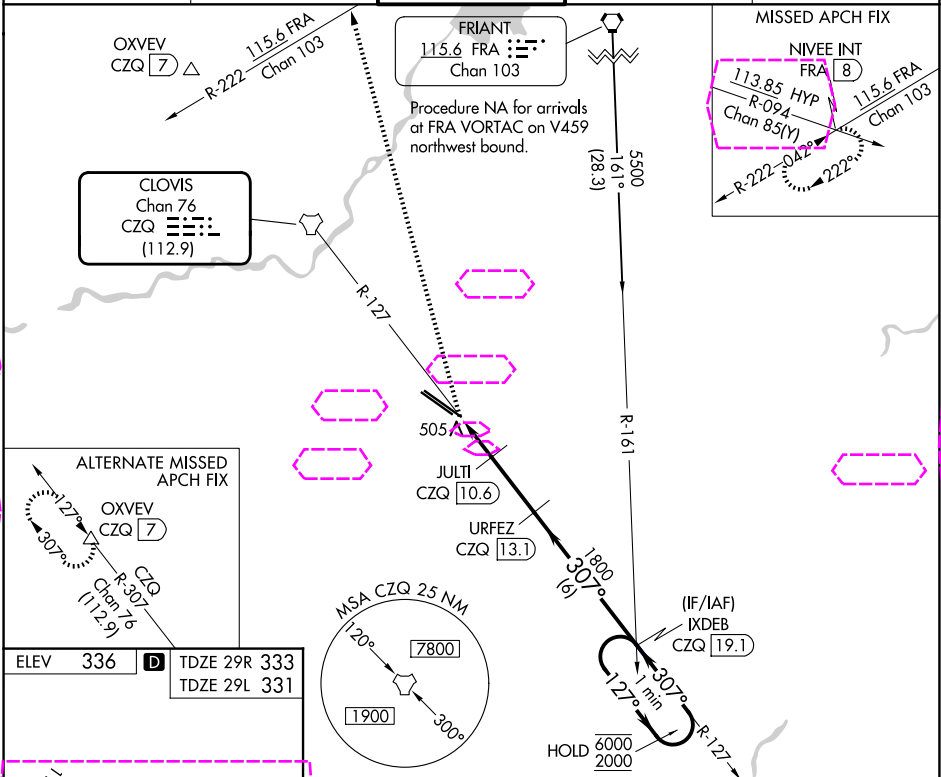 OXVEV
CZQ 7
115.6 FRA
R-222 Chan 103
FRIANT
115.6 FRA
Chan 103
Procedure NA for arrivals
at FRA VORTAC on V459
northwest bound.
MISSED APCH FIX
NIVEE INT
FRA 8
113.85 HYP
R-094
Chan 85(Y)
115.6 FRA
Chan 103
R-222
042°
222°
5500
161°
(28.3)
CLOVIS
Chan 76
CZQ
(112.9)
R-127
R-161
505
JULTI
CZQ 10.6
URFEZ
CZQ 13.1
1800
307°
(6)
(IF/IAF)
IXDEB
CZQ 19.1
ALTERNATE MISSED
APCH FIX
OXVEV
CZQ 7
127°
307°
CZQ
R-307
Chan 76
(112.9)
MSA CZQ 25 NM
120°
7800
1900
300°
307°
127°
1 min
R-127
HOLD 6000
2000
ELEV 336 D TDZE 29R 333
TDZE 29L 331